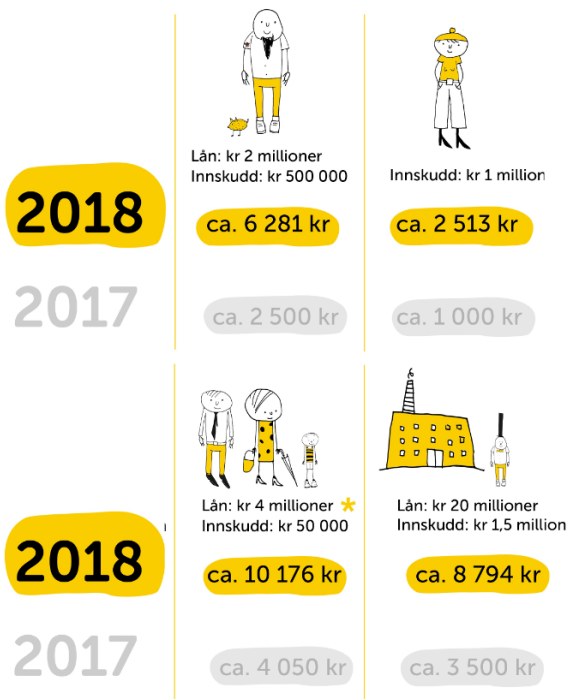 Lån: kr 2 millioner
Innskudd: kr 500 000
Innskudd: kr 1 million
2018
ca. 6 281 kr
ca. 2 513 kr
2017
ca. 2 500 kr
ca. 1 000 kr
Lån: kr 4 millioner *
Innskudd: kr 50 000
Lån: kr 20 millioner
Innskudd: kr 1,5 million
2018
ca. 10 176 kr
ca. 8 794 kr
2017
ca. 4 050 kr
ca. 3 500 kr